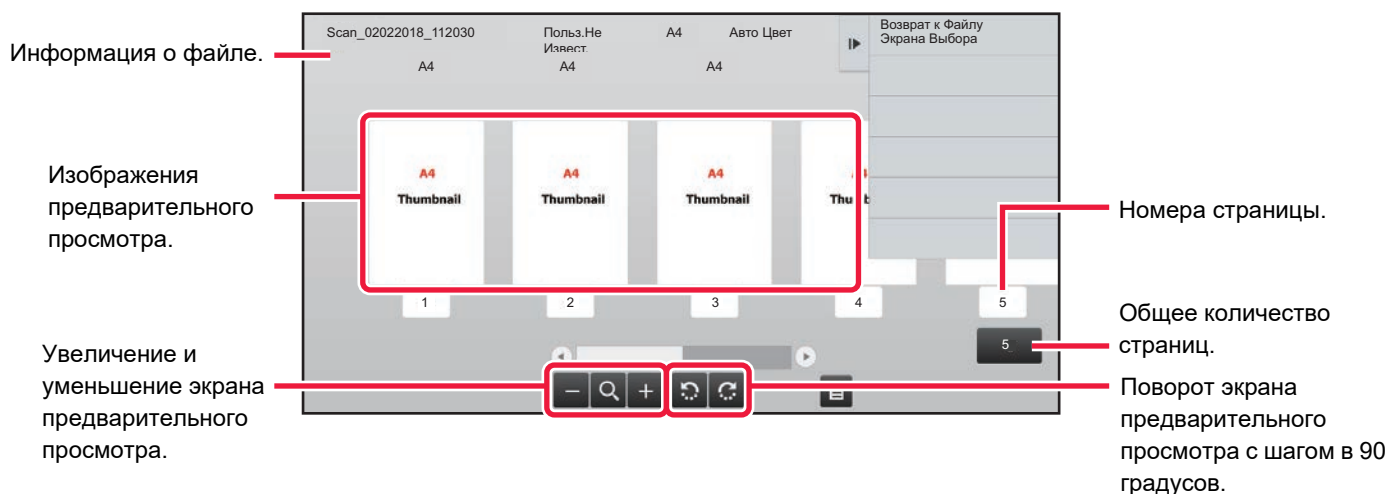 Информация о файле.
Scan_02022018_112030 Польз.Не Извест. A4 Авто Цвет
A4 A4 A4
Возврат к Файлу
Экрана Выбора
Изображения
предварительного
просмотра.
A4 A4 A4
Thumbnail Thumbnail Thumbnail
Номера страницы.
1 2 3 4 5
Общее количество
страниц.
5
Увеличение и
уменьшение экрана
предварительного
просмотра.
Поворот экрана
предварительного
просмотра с шагом в 90
градусов.